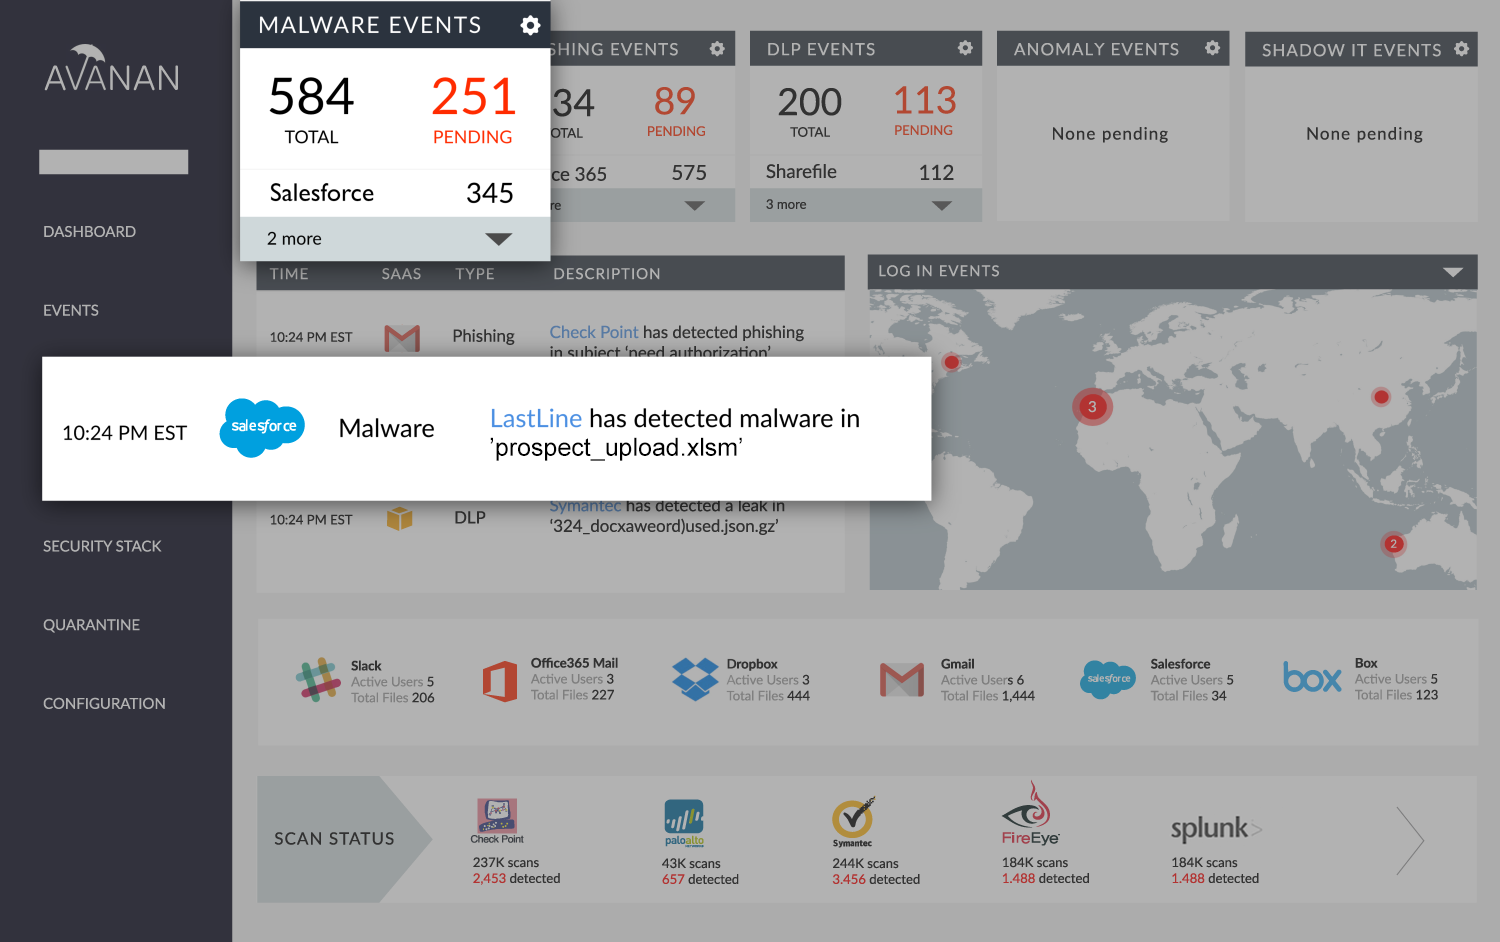 AVANAN
DASHBOARD
EVENTS
SECURITY STACK
QUARANTINE
CONFIGURATION
MALWARE EVENTS
584 251
TOTAL PENDING
Salesforce 345
2 more
SHING EVENTS
34 89
OTAL PENDING
ce 365 575
re
DLP EVENTS
200 113
TOTAL PENDING
Sharefile 112
3 more
ANOMALY EVENTS
None pending
SHADOW IT EVENTS
None pending
TIME SAAS TYPE DESCRIPTION
10:24 PM EST Phishing Check Point has detected phishing
in subject ‘need authorization’
10:24 PM EST salesforce Malware LastLine has detected malware in
’prospect_upload.xlsm’
10:24 PM EST DLP Symantec has detected a leak in
‘324_docxaweord)used.json.gz’
LOG IN EVENTS
3
2
Slack
Active Users 5
Total Files 206
Office365 Mail
Active Users 3
Total Files 227
Dropbox
Active Users 3
Total Files 444
Gmail
Active Users 6
Total Files 1,444
salesforce
Salesforce
Active Users 5
Total Files 34
box
Box
Active Users 5
Total Files 123
SCAN STATUS
Check Point
237K scans
2,453 detected
paloalto
43K scans
657 detected
Symantec
244K scans
3.456 detected
FireEye
184K scans
1.488 detected
splunk>
184K scans
1.488 detected